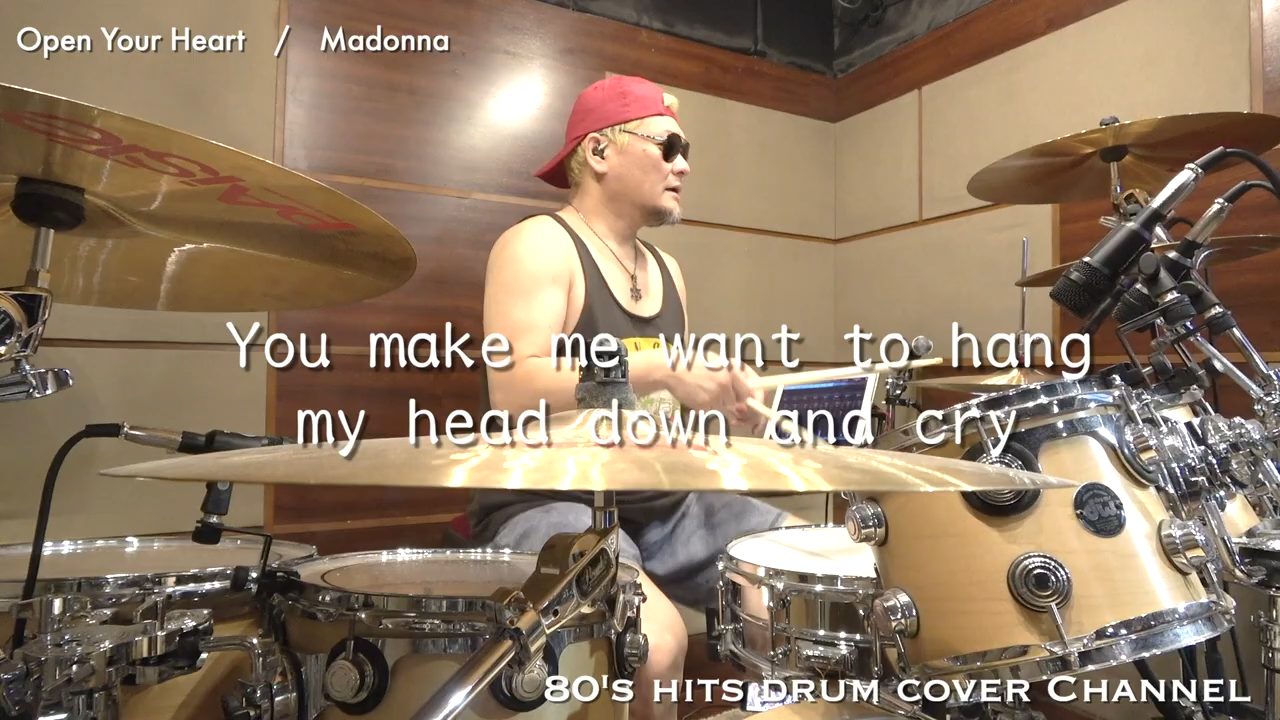 Open Your Heart / Madonna
PAiSTe
You make me want to hang
my head down and cry
80's hits drum cover Channel